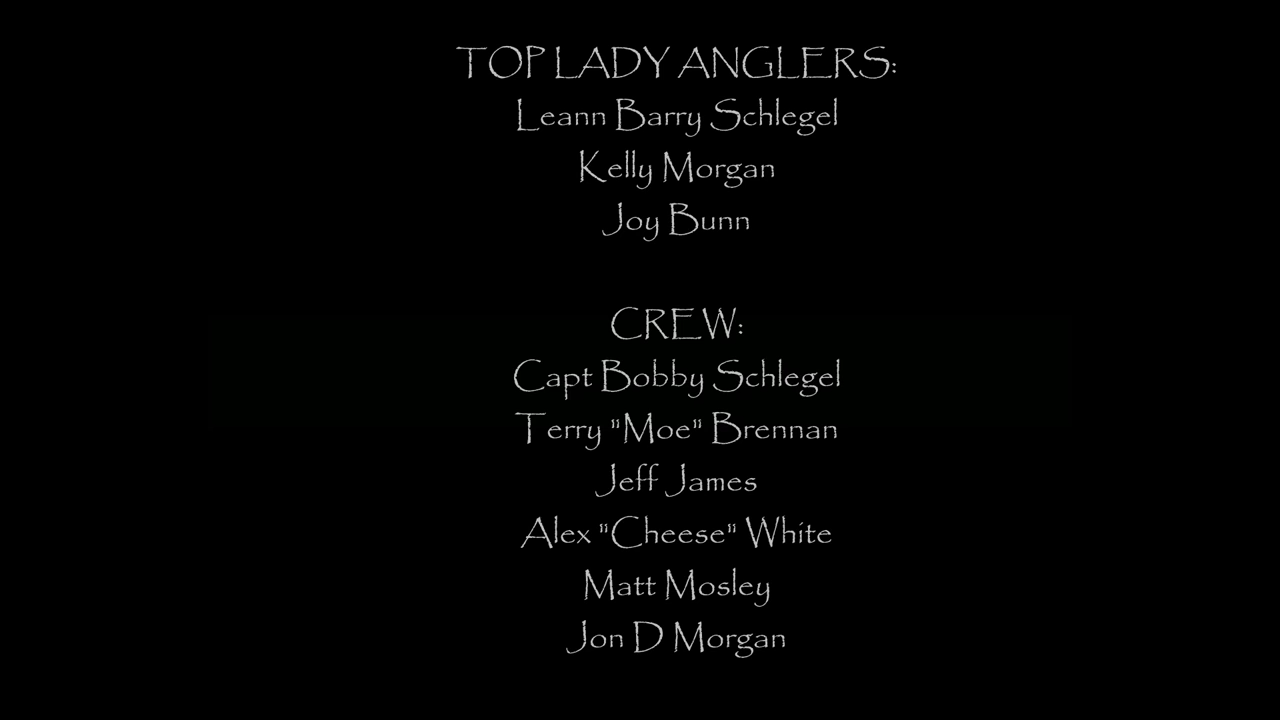 TOP LADY ANGLERS:
Leann Barry Schlegel
Kelly Morgan
Joy Bunn
CREW:
Capt Bobby Schlegel
Terry "Moe" Brennan
Jeff James
Alex "Cheese" White
Matt Mosley
Jon D Morgan